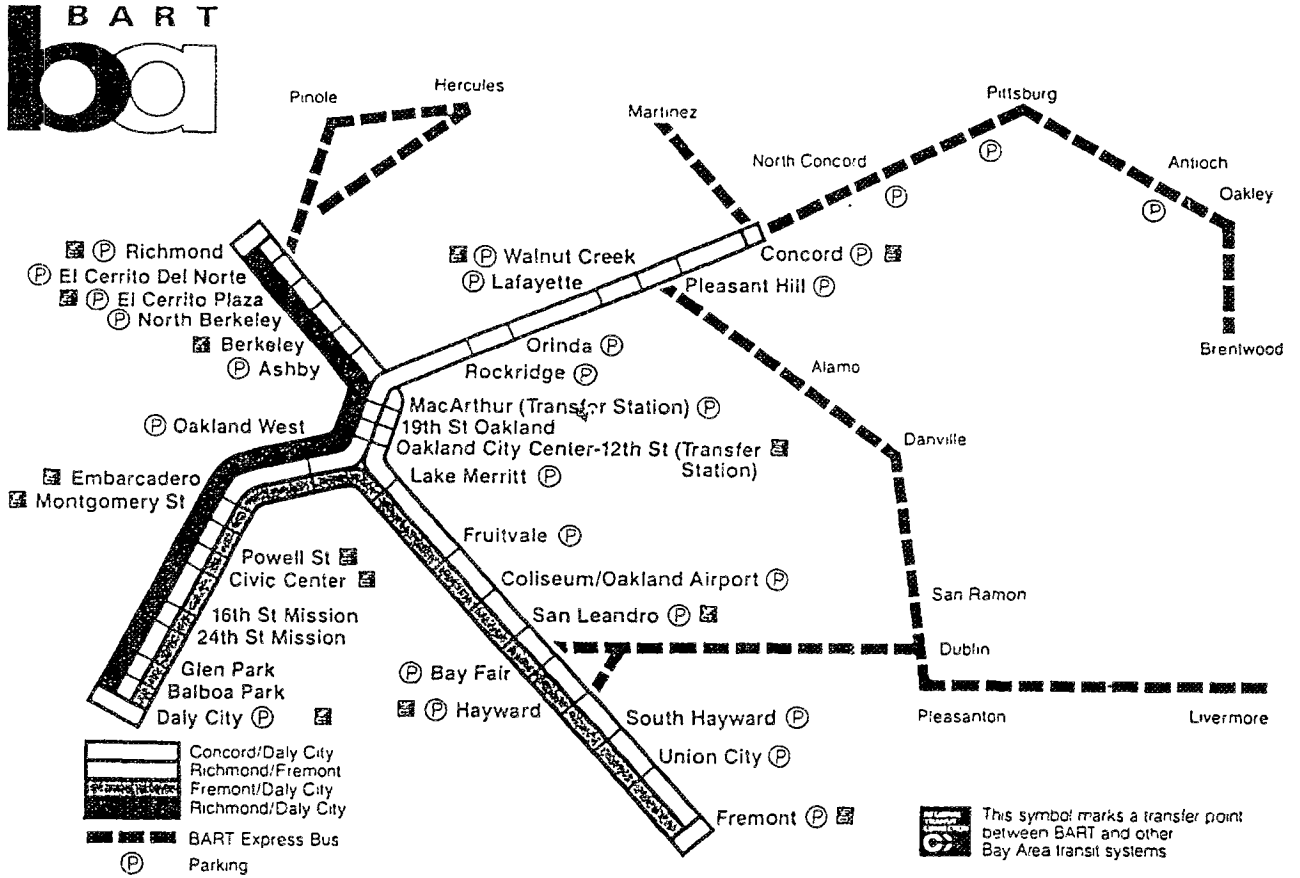 BART
ba
Pinole
Hercules
Martinez
Pittsburg
North Concord
P
P
Antioch
Oakley
P
Brentwood
P Richmond
P El Cerrito Del Norte
P El Cerrito Plaza
P North Berkeley
Berkeley
P Ashby
P Walnut Creek
P Lafayette
Concord P
Pleasant Hill P
Orinda P
Rockridge P
Alamo
MacArthur (Transfer Station) P
19th St Oakland
Oakland City Center-12th St (Transfer
Station)
P Oakland West
Lake Merritt P
Danville
Embarcadero
Montgomery St
Fruitvale P
Powell St
Civic Center
Coliseum/Oakland Airport P
16th St Mission
24th St Mission
San Leandro P
San Ramon
Dublin
Glen Park
Balboa Park
Daly City P
P Bay Fair
P Hayward
South Hayward P
Pleasanton
Livermore
Union City P
Fremont P
Concord/Daly City
Richmond/Fremont
Fremont/Daly City
Richmond/Daly City
BART Express Bus
P Parking
This symbol marks a transfer point
between BART and other
Bay Area transit systems